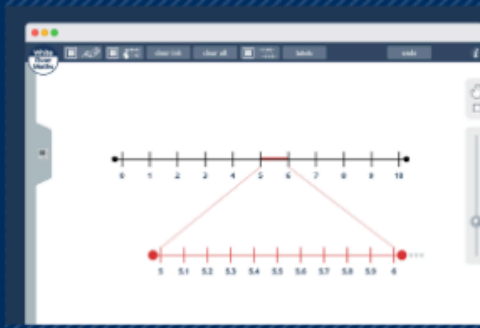 White
Rose
Maths
clear ink
clear all
labels
undo
0 1 2 3 4 5 6 7 8 9 10
5 5.1 5.2 5.3 5.4 5.5 5.6 5.7 5.8 5.9 6